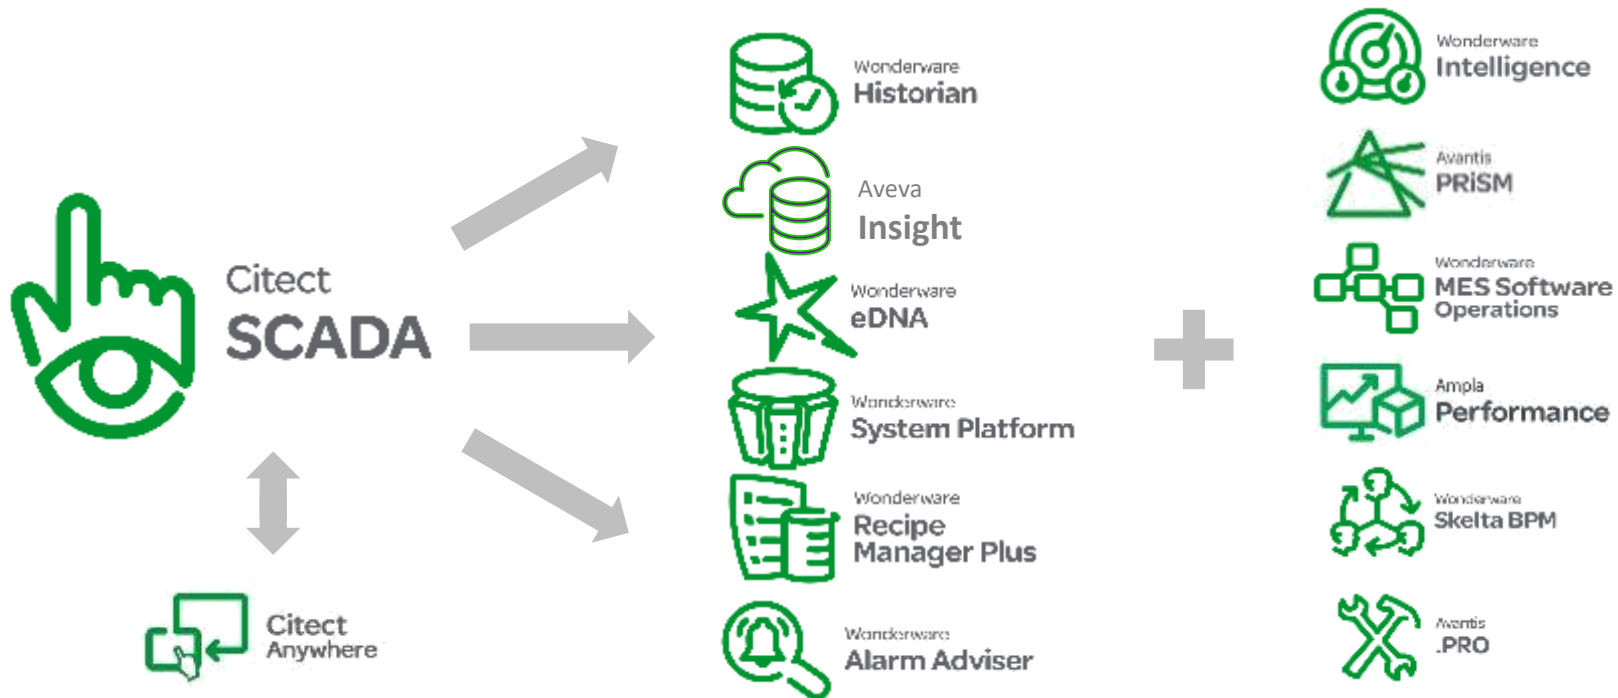 Citect
SCADA
Citect
Anywhere
Wonderware
Historian
Aveva
Insight
Wonderware
eDNA
Wonderware
System Platform
Wonderware
Recipe
Manager Plus
Wonderware
Alarm Adviser
Wonderware
Intelligence
Avantis
PRiSM
Wonderware
MES Software
Operations
Ampla
Performance
Wonderware
Skelta BPM
Avantis
.PRO